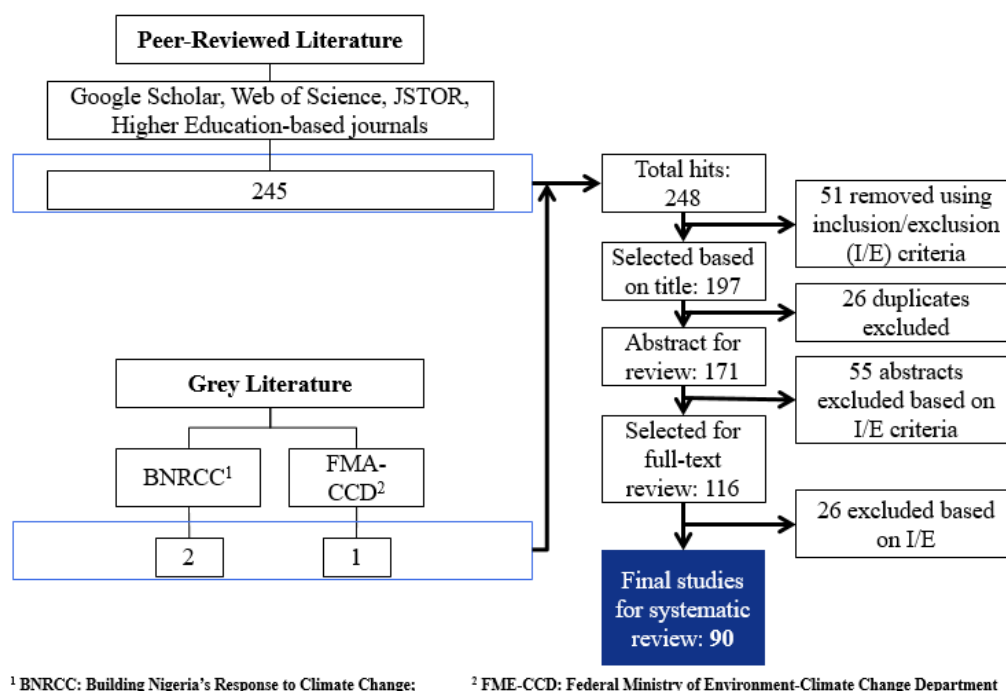 Peer-Reviewed Literature
Google Scholar, Web of Science, JSTOR,
Higher Education-based journals
245
Grey Literature
BNRCC¹
FMA-
CCD²
2
1
Total hits:
248
51 removed using
inclusion/exclusion
(I/E) criteria
Selected based
on title: 197
26 duplicates
excluded
Abstract for
review: 171
55 abstracts
excluded based on
I/E criteria
Selected for
full-text
review: 116
26 excluded based
on I/E
Final studies
for systematic
review: 90
¹ BNRCC: Building Nigeria's Response to Climate Change;
² FME-CCD: Federal Ministry of Environment-Climate Change Department